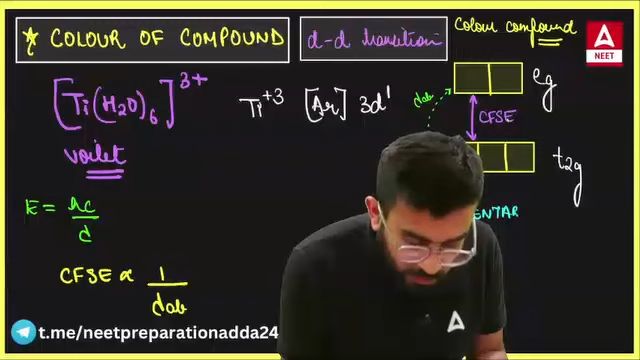 ★ COLOUR OF COMPOUND
d-d transition
Colour compound
A
NEET
[Ti(H2O)6]3+
Ti+3 [Ar] 3d1
voilet
dab
eg
CFSE
t2g
E = hc/d
CFSE ∝ 1/dab
t.me/neetpreparationadda24
A